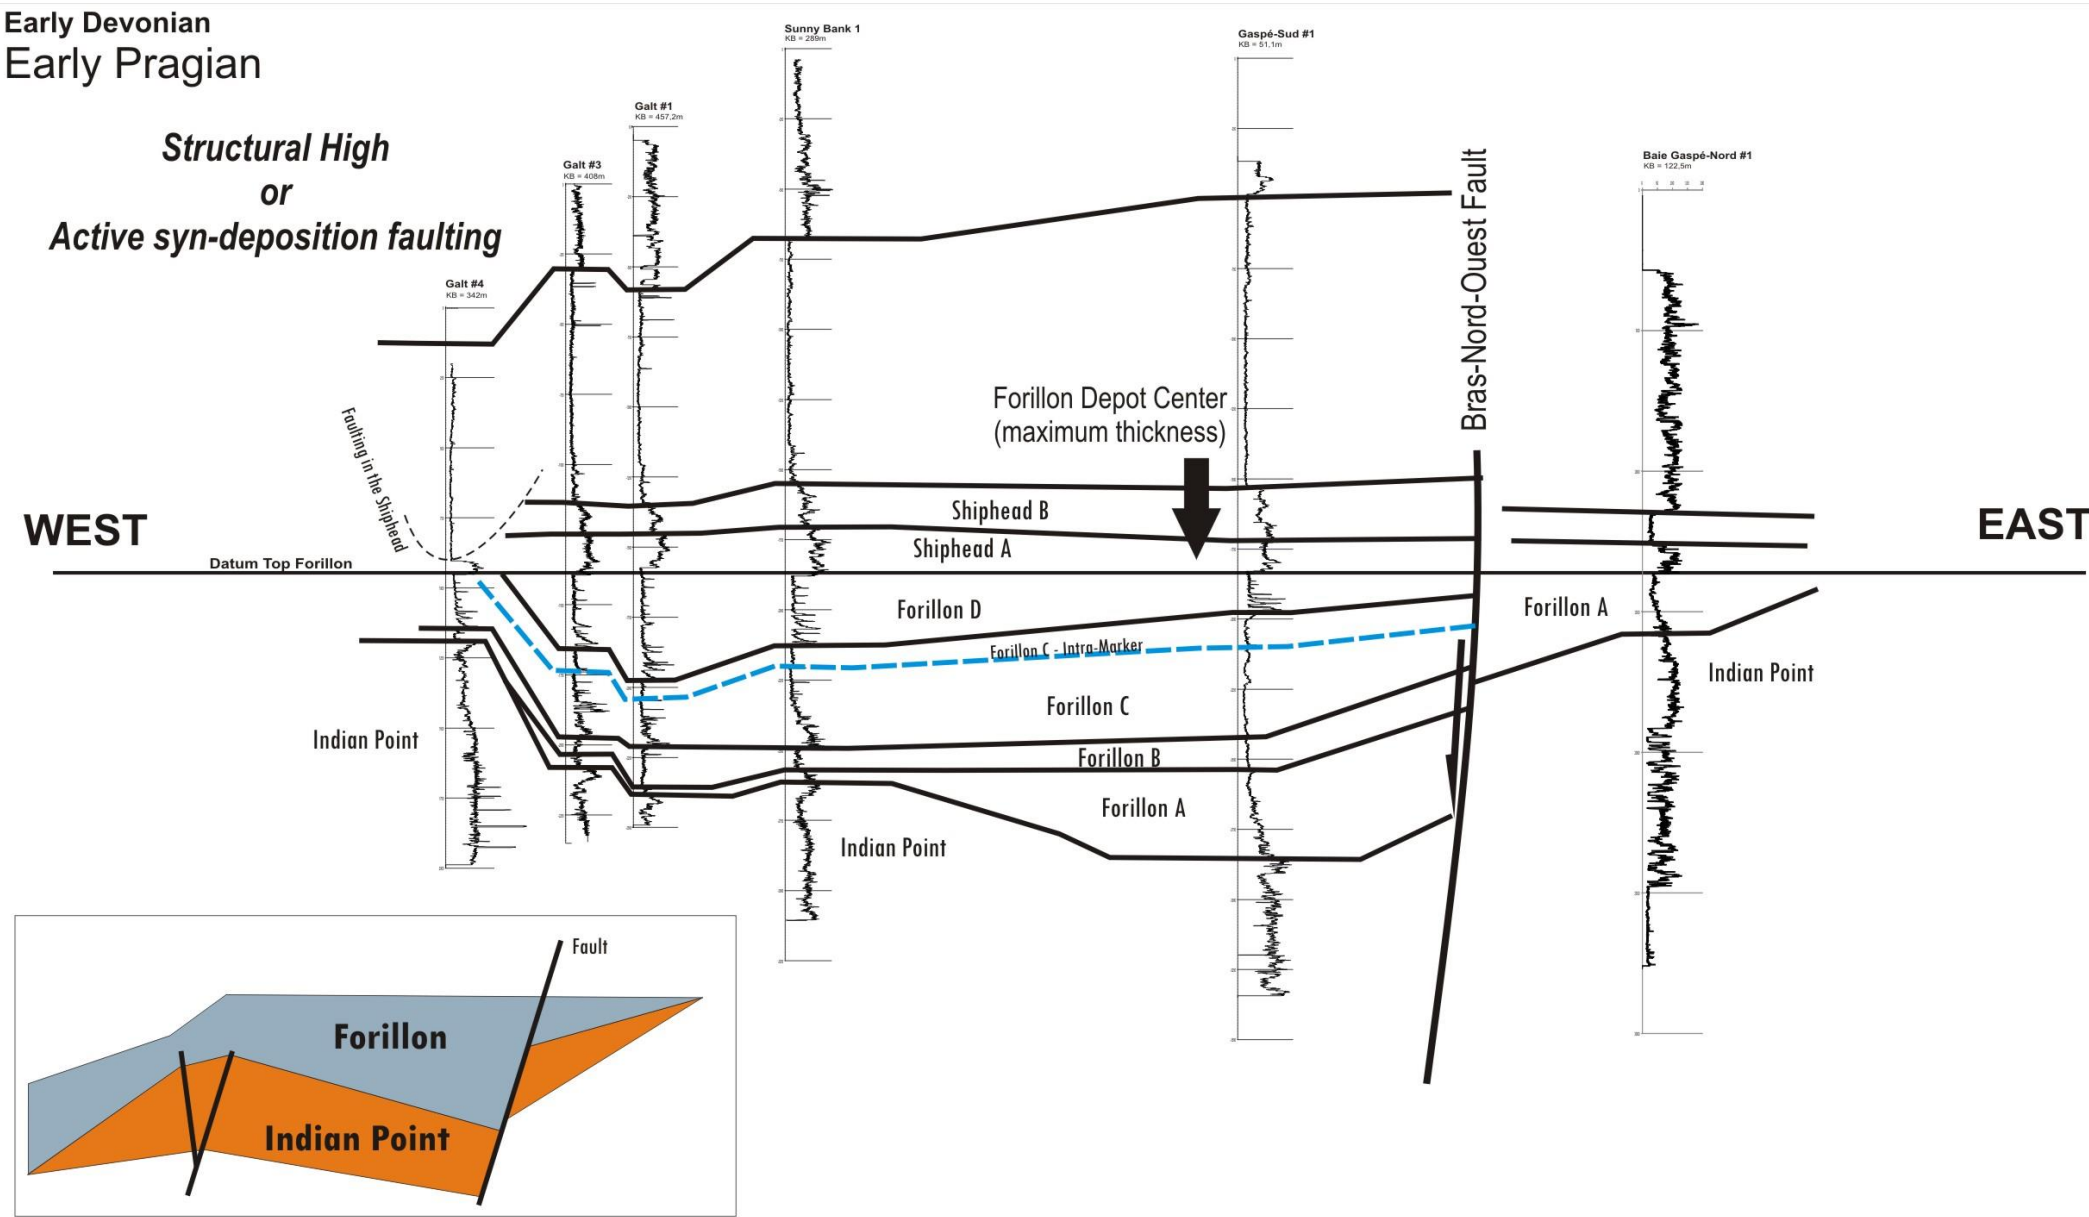 Early Devonian
Early Pragian
Structural High
or
Active syn-deposition faulting
Galt #4
KB = 342m
Galt #3
KB = 408m
Galt #1
KB = 457,2m
Sunny Bank 1
KB = 289m
Gaspé-Sud #1
KB = 51,1m
Bras-Nord-Ouest Fault
Baie Gaspé-Nord #1
KB = 122,5m
Forillon Depot Center
(maximum thickness)
Faulting in the Shiphead
WEST
EAST
Shiphead B
Shiphead A
Datum Top Forillon
Forillon D
Forillon A
Forillon C - Intra-Marker
Indian Point
Forillon C
Indian Point
Forillon B
Forillon A
Indian Point
Fault
Forillon
Indian Point